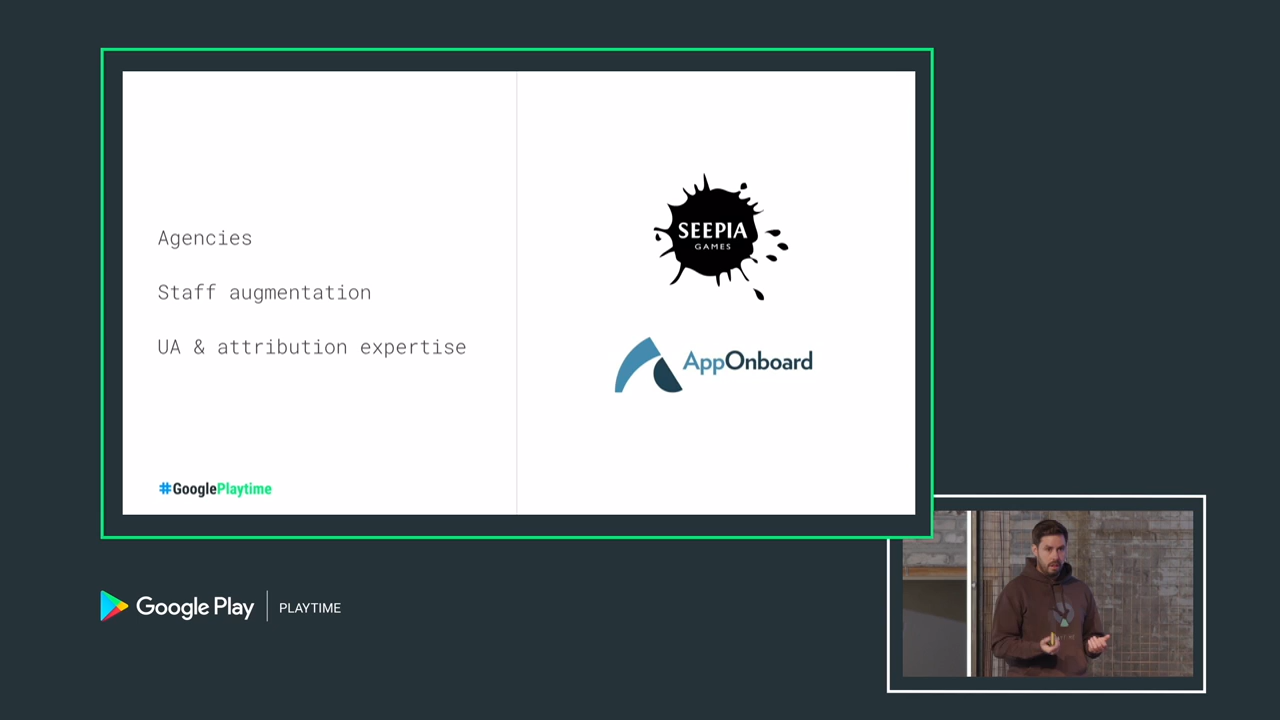 Agencies
Staff augmentation
UA & attribution expertise
#GooglePlaytime
SEEPIA
GAMES
AppOnboard
Google Play | PLAYTIME